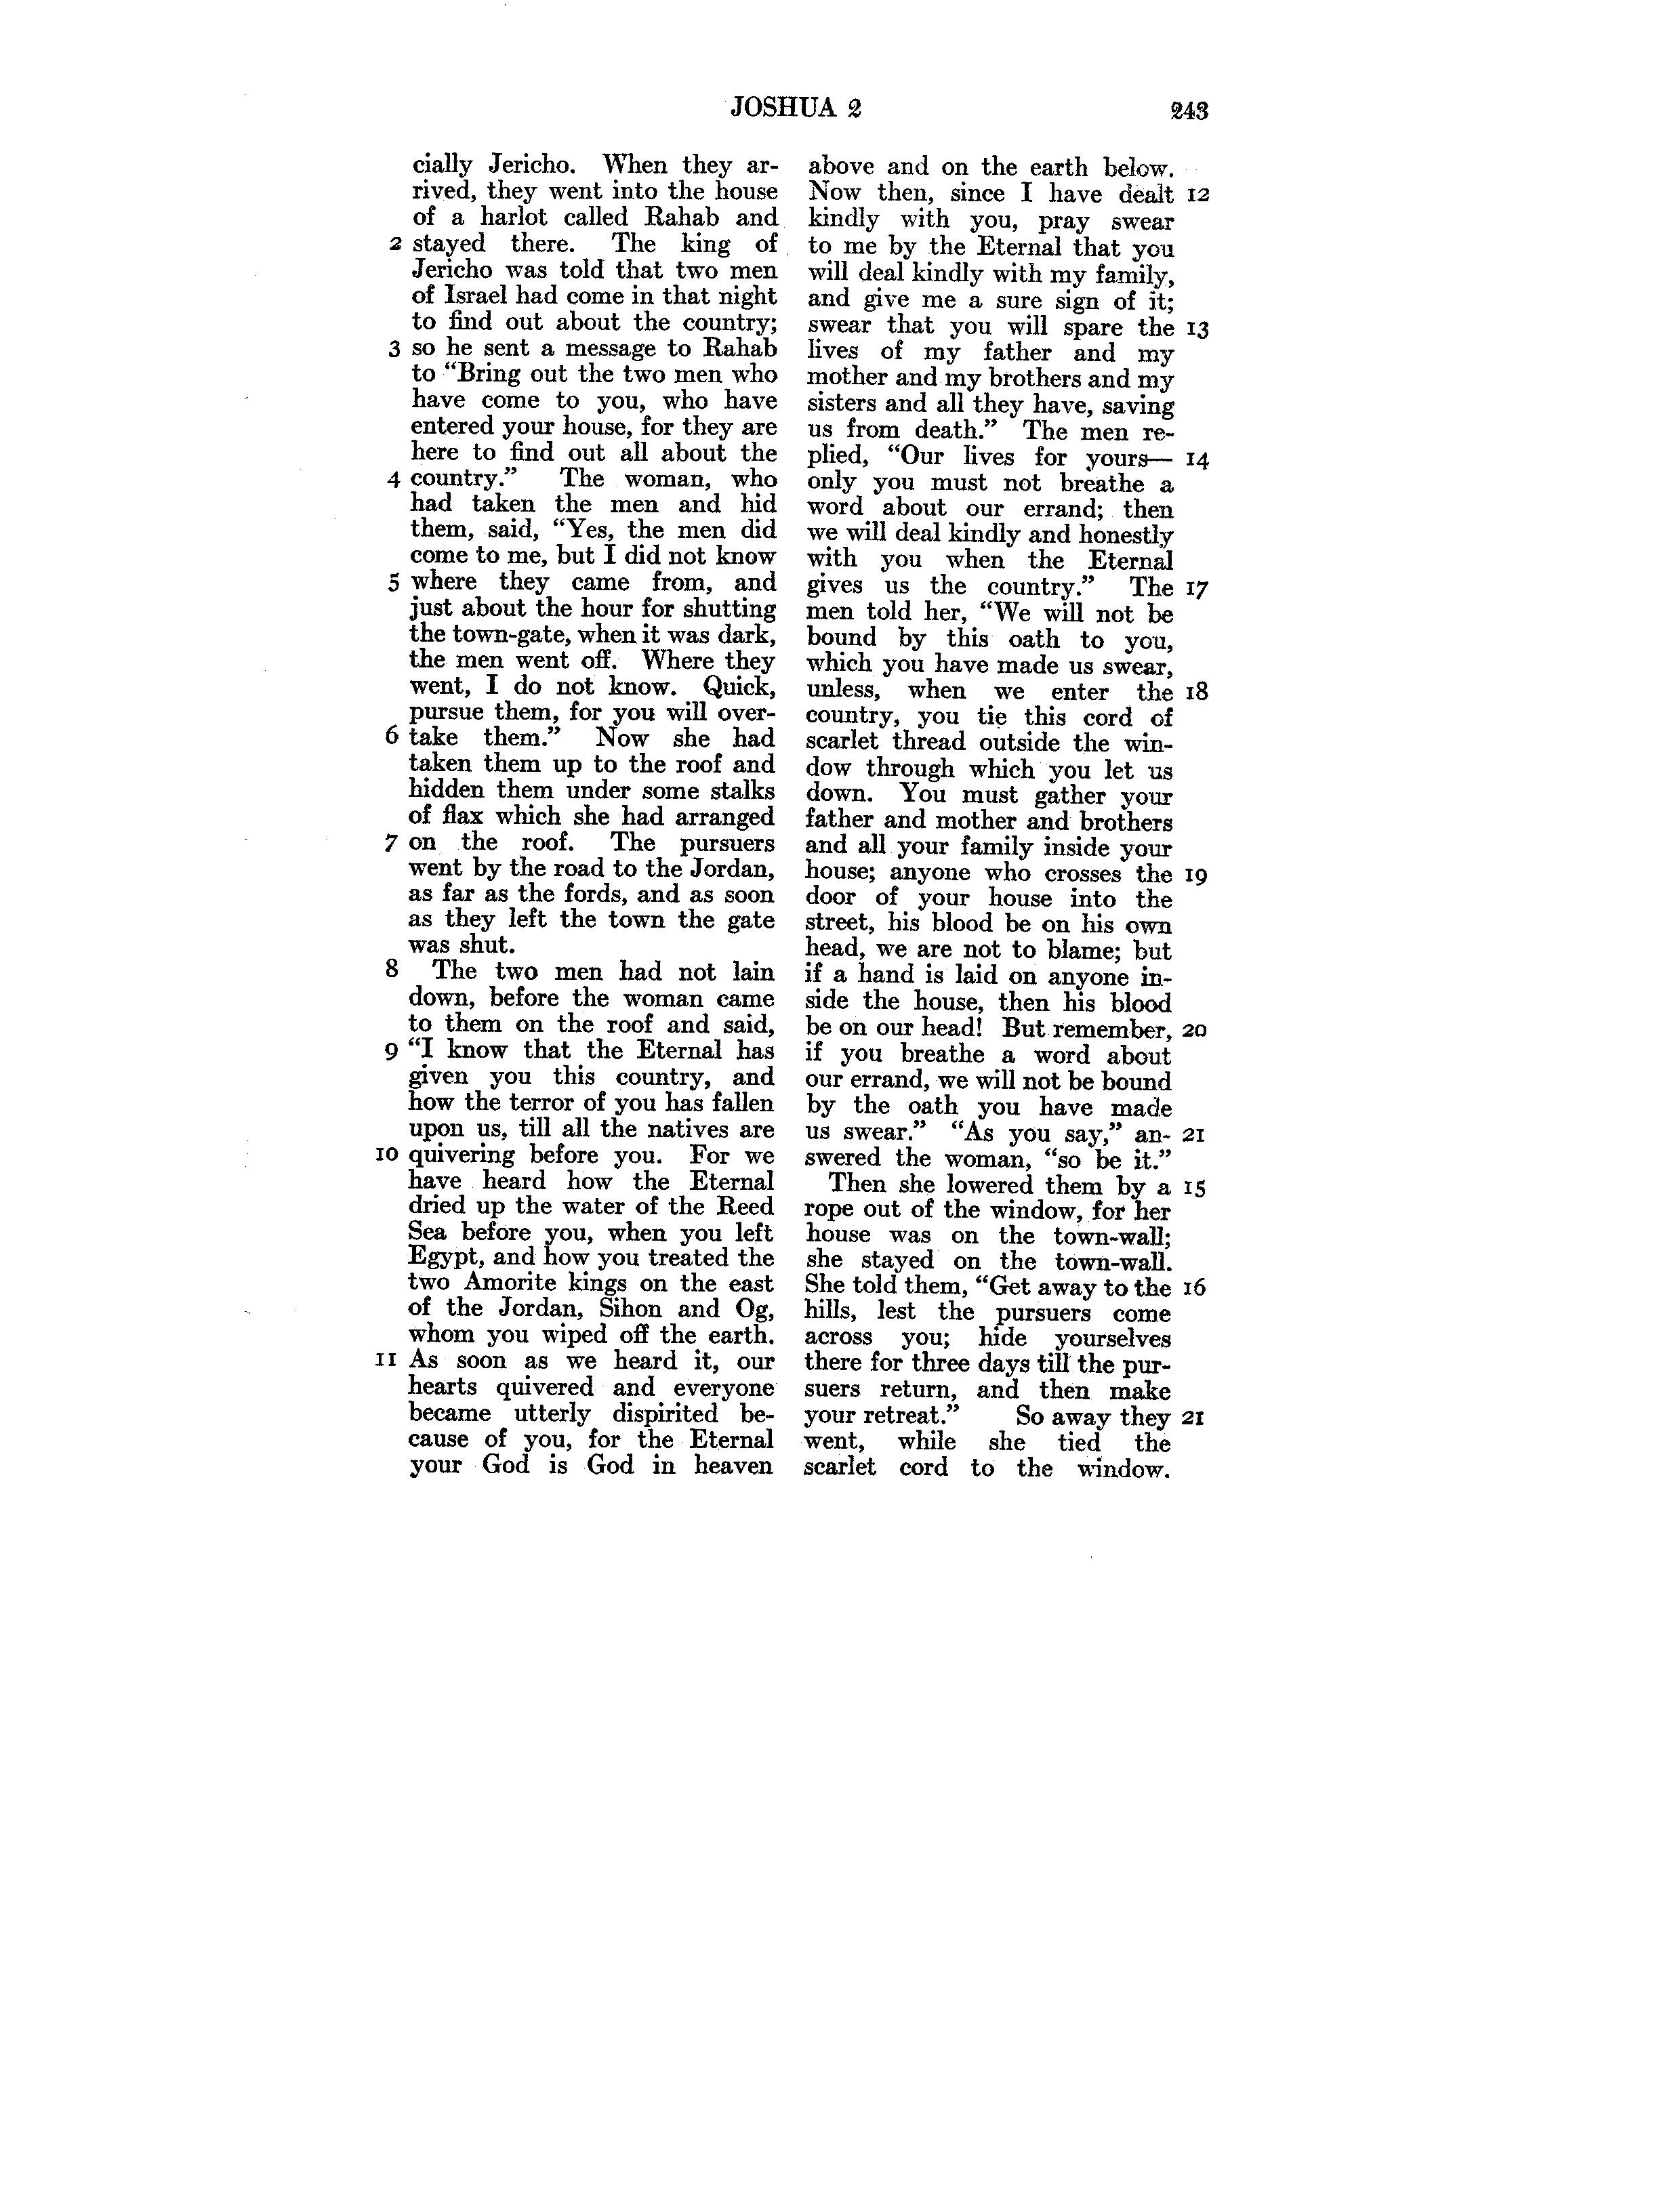 JOSHUA 2 243
cially Jericho. When they ar-
rived, they went into the house
of a harlot called Rahab and
2 stayed there. The king of
Jericho was told that two men
of Israel had come in that night
to find out about the country;
3 so he sent a message to Rahab
to “Bring out the two men who
have come to you, who have
entered your house, for they are
here to find out all about the
4 country.” The woman, who
had taken the men and hid
them, said, “Yes, the men did
come to me, but I did not know
5 where they came from, and
just about the hour for shutting
the town-gate, when it was dark,
the men went off. Where they
went, I do not know. Quick,
pursue them, for you will over-
6 take them.” Now she had
taken them up to the roof and
hidden them under some stalks
of flax which she had arranged
7 on the roof. The pursuers
went by the road to the Jordan,
as far as the fords, and as soon
as they left the town the gate
was shut.
8 The two men had not lain
down, before the woman came
to them on the roof and said,
9 “I know that the Eternal has
given you this country, and
how the terror of you has fallen
upon us, till all the natives are
10 quivering before you. For we
have heard how the Eternal
dried up the water of the Reed
Sea before you, when you left
Egypt, and how you treated the
two Amorite kings on the east
of the Jordan, Sihon and Og,
whom you wiped off the earth.
11 As soon as we heard it, our
hearts quivered and everyone
became utterly dispirited be-
cause of you, for the Eternal
your God is God in heaven
above and on the earth below.
Now then, since I have dealt 12
kindly with you, pray swear
to me by the Eternal that you
will deal kindly with my family,
and give me a sure sign of it;
swear that you will spare the 13
lives of my father and my
mother and my brothers and my
sisters and all they have, saving
us from death.” The men re-
plied, “Our lives for yours— 14
only you must not breathe a
word about our errand; then
we will deal kindly and honestly
with you when the Eternal
gives us the country.” The 17
men told her, “We will not be
bound by this oath to you,
which you have made us swear,
unless, when we enter the 18
country, you tie this cord of
scarlet thread outside the win-
dow through which you let us
down. You must gather your
father and mother and brothers
and all your family inside your
house; anyone who crosses the 19
door of your house into the
street, his blood be on his own
head, we are not to blame; but
if a hand is laid on anyone in-
side the house, then his blood
be on our head! But remember, 20
if you breathe a word about
our errand, we will not be bound
by the oath you have made
us swear.” “As you say,” an- 21
swered the woman, “so be it.”
Then she lowered them by a 15
rope out of the window, for her
house was on the town-wall;
she stayed on the town-wall.
She told them, “Get away to the 16
hills, lest the pursuers come
across you; hide yourselves
there for three days till the pur-
suers return, and then make
your retreat.” So away they 21
went, while she tied the
scarlet cord to the window.